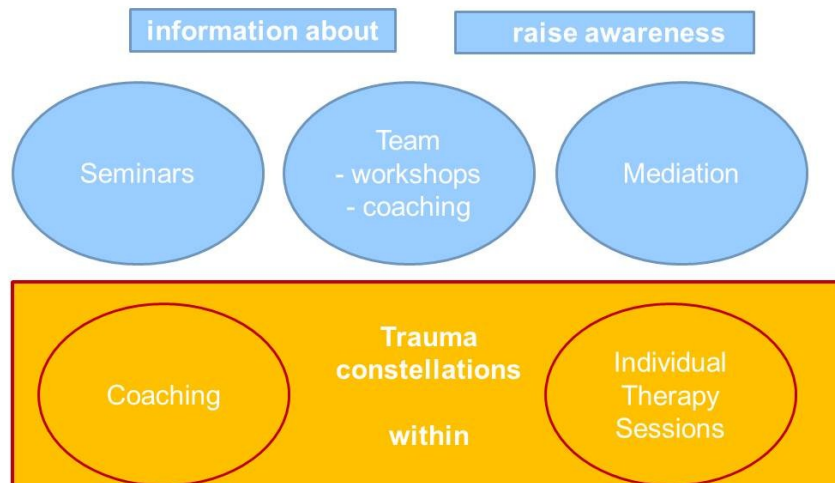 information about
raise awareness
Seminars
Team
- workshops
- coaching
Mediation
Coaching
Trauma
constellations
within
Individual
Therapy
Sessions